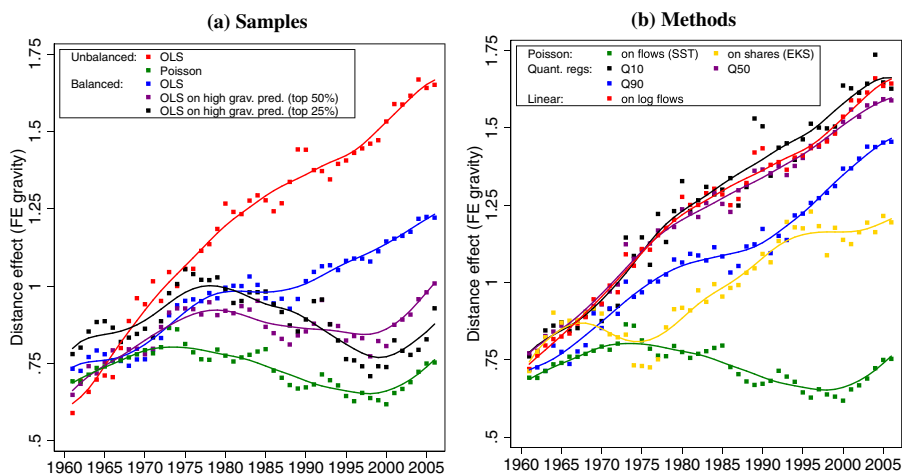 (a) Samples
Unbalanced: OLS
Poisson
Balanced: OLS
OLS on high grav. pred. (top 50%)
OLS on high grav. pred. (top 25%)
Distance effect (FE gravity)
1.75
1.5
1.25
1
.75
.5
1960 1965 1970 1975 1980 1985 1990 1995 2000 2005
(b) Methods
Poisson: on flows (SST) on shares (EKS)
Quant. regs: Q10 Q50
Q90
Linear: on log flows
Distance effect (FE gravity)
1.75
1.5
1.25
1
.75
.5
1960 1965 1970 1975 1980 1985 1990 1995 2000 2005